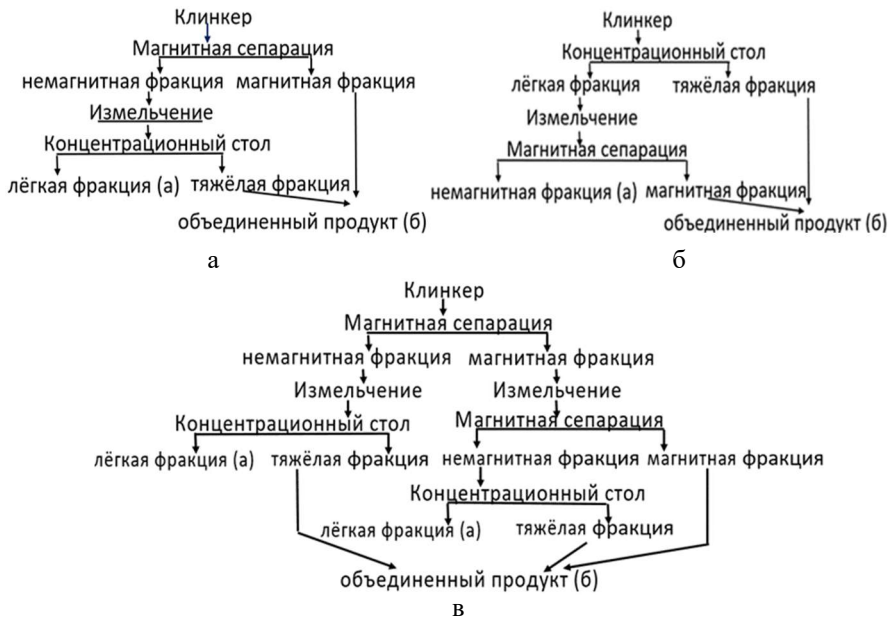 Клинкер
Магнитная сепарация
немагнитная фракция магнитная фракция
Измельчение
Концентрационный стол
лёгкая фракция (а) тяжёлая фракция
объединенный продукт (б)
а
Клинкер
Концентрационный стол
лёгкая фракция тяжёлая фракция
Измельчение
Магнитная сепарация
немагнитная фракция (а) магнитная фракция
объединенный продукт (б)
б
Клинкер
Магнитная сепарация
немагнитная фракция магнитная фракция
Измельчение Измельчение
Концентрационный стол Магнитная сепарация
лёгкая фракция (а) тяжёлая фракция немагнитная фракция магнитная фракция
Концентрационный стол
лёгкая фракция (а) тяжёлая фракция
объединенный продукт (б)
в